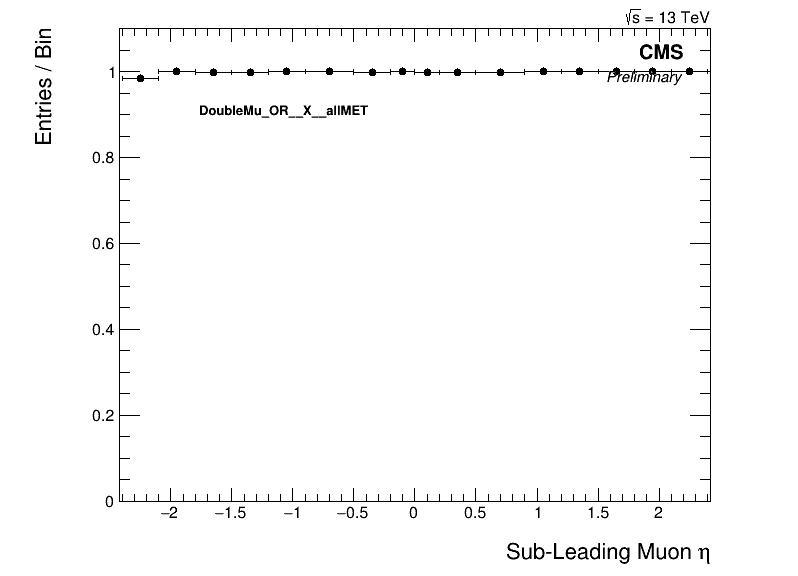 √s = 13 TeV
Entries / Bin
CMS
Preliminary
DoubleMu_OR__X__allMET
1
0.8
0.6
0.4
0.2
0
−2 −1.5 −1 −0.5 0 0.5 1 1.5 2
Sub-Leading Muon η